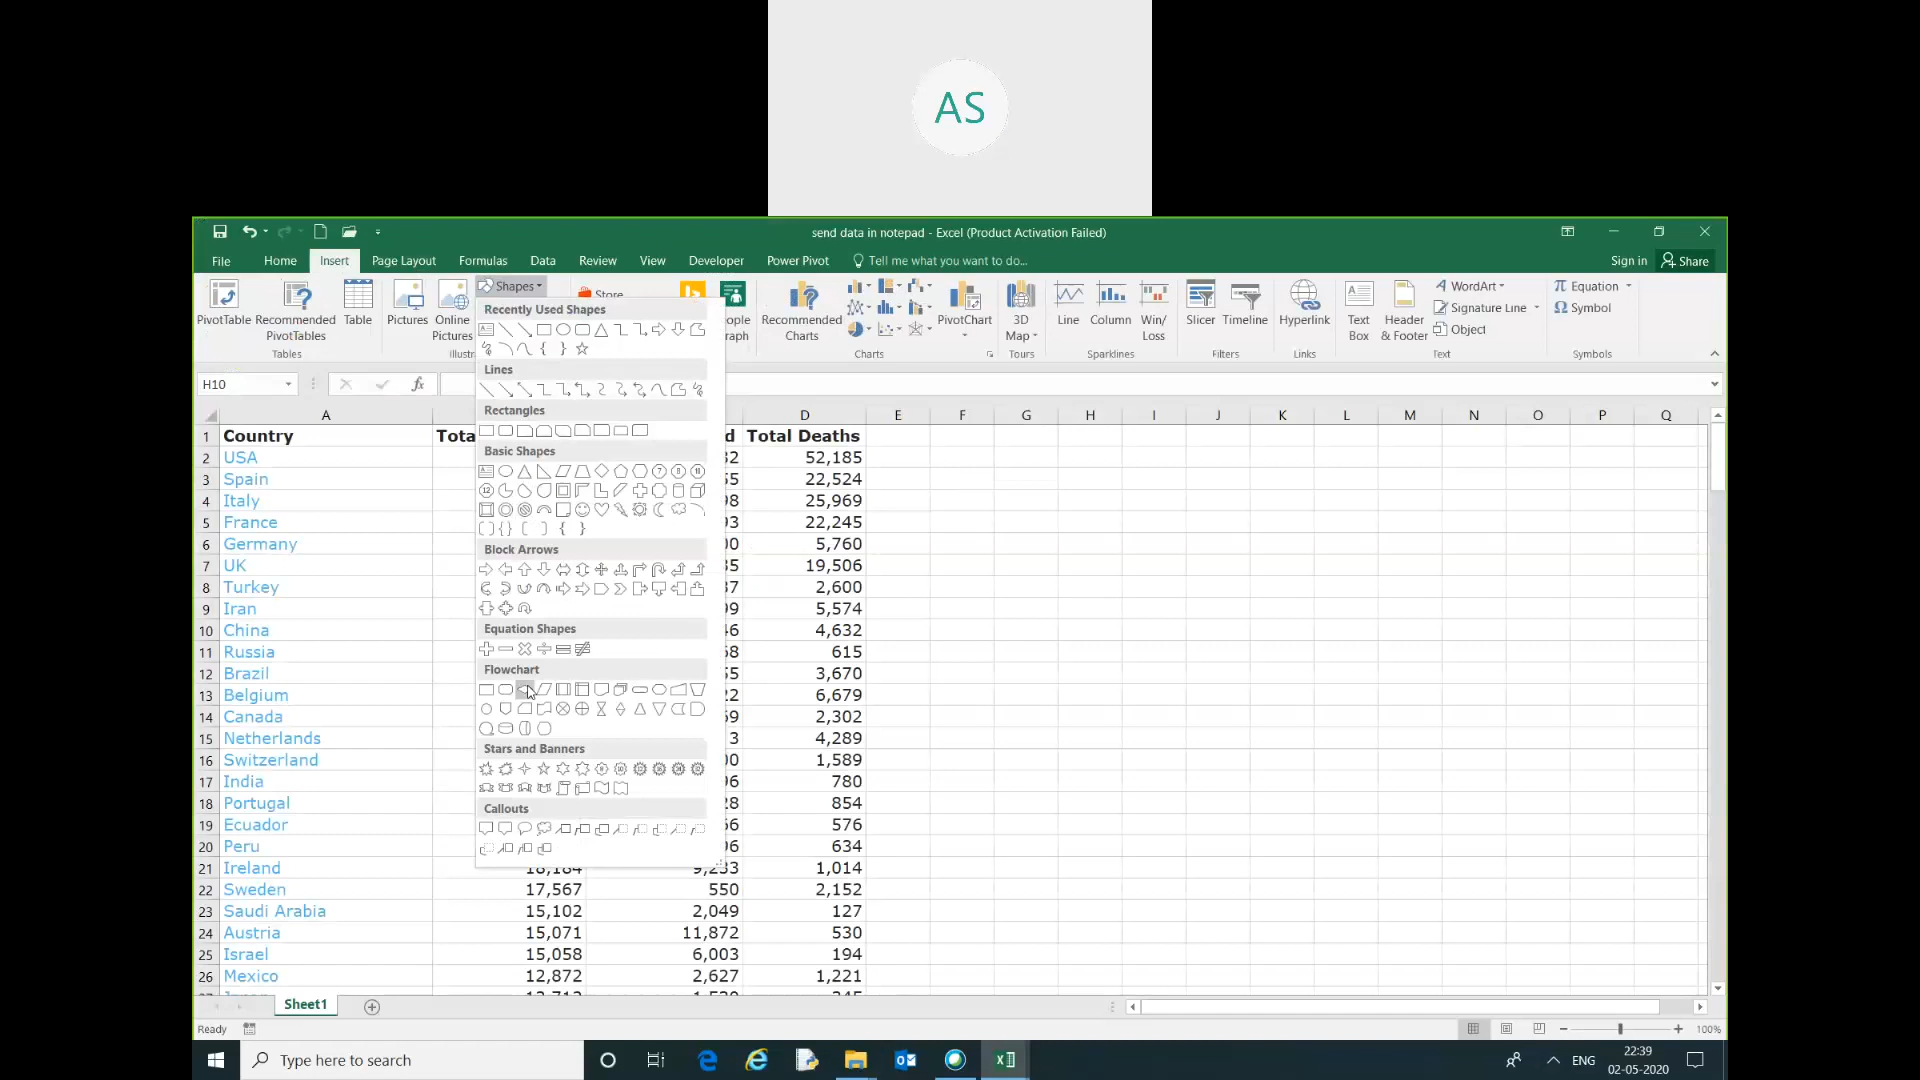 AS
send data in notepad - Excel (Product Activation Failed)
File Home Insert Page Layout Formulas Data Review View Developer Power Pivot Tell me what you want to do... Sign in Share
PivotTable Recommended PivotTables Table
Tables
Pictures Online Pictures
Shapes
Store
Recommended Charts
PivotChart
Charts
3D Map
Tours
Line Column Win/Loss
Sparklines
Slicer Timeline
Filters
Hyperlink
Links
Text Box Header & Footer
WordArt
Signature Line
Object
Text
Equation
Symbol
Symbols
Recently Used Shapes
Lines
Rectangles
Basic Shapes
Block Arrows
Equation Shapes
Flowchart
Stars and Banners
Callouts
H10 fx
A D E F G H I J K L M N O P Q
1 Country Total Deaths
2 USA 52,185
3 Spain 22,524
4 Italy 25,969
5 France 22,245
6 Germany 5,760
7 UK 19,506
8 Turkey 2,600
9 Iran 5,574
10 China 4,632
11 Russia 615
12 Brazil 3,670
13 Belgium 6,679
14 Canada 2,302
15 Netherlands 4,289
16 Switzerland 1,589
17 India 780
18 Portugal 854
19 Ecuador 576
20 Peru 634
21 Ireland 18,184 9,233 1,014
22 Sweden 17,567 550 2,152
23 Saudi Arabia 15,102 2,049 127
24 Austria 15,071 11,872 530
25 Israel 15,058 6,003 194
26 Mexico 12,872 2,627 1,221
Sheet1
Ready 100%
Type here to search
ENG
22:39
02-05-2020